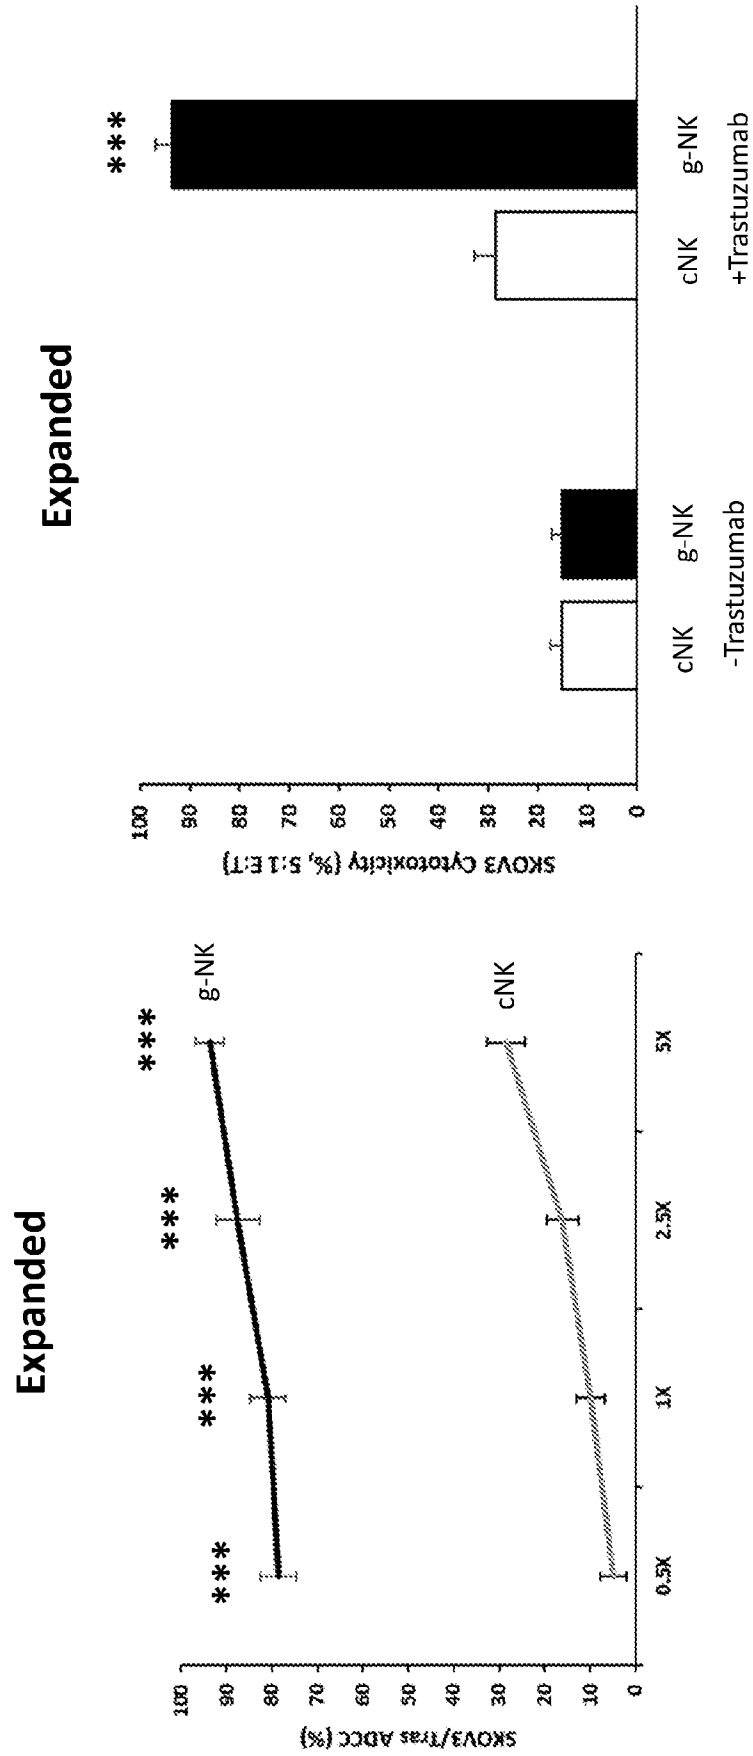 Expanded
SKOV3/Tras ADCC (%)
100
90
80
70
60
50
40
30
20
10
0
***
***
***
***
g-NK
cNK
0.5X
1X
2.5X
5X
Expanded
SKOV3 Cytotoxicity (%, 5:1 E:T)
100
90
80
70
60
50
40
30
20
10
0
***
cNK
g-NK
cNK
g-NK
-Trastuzumab
+Trastuzumab